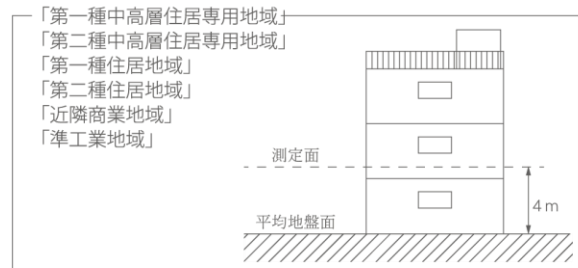 「第一種中高層住居専用地域」
「第二種中高層住居専用地域」
「第一種住居地域」
「第二種住居地域」
「近隣商業地域」
「準工業地域」
測定面
4m
平均地盤面